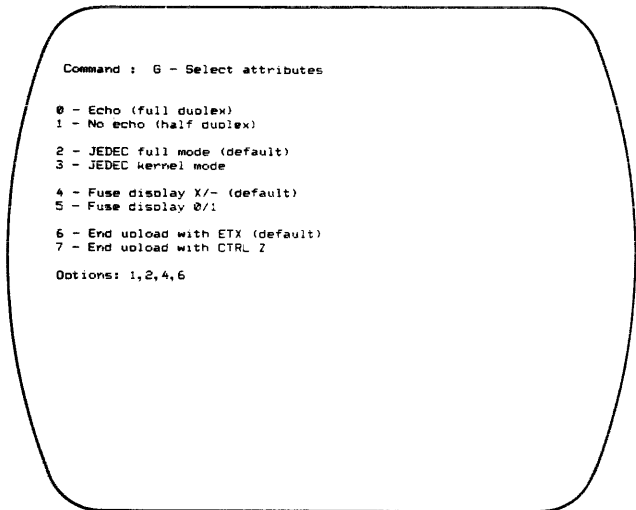 Command : G - Select attributes
0 - Echo (full duplex)
1 - No echo (half duplex)
2 - JEDEC full mode (default)
3 - JEDEC kernel mode
4 - Fuse display X/- (default)
5 - Fuse display 0/1
6 - End upload with ETX (default)
7 - End upload with CTRL Z
Options: 1,2,4,6